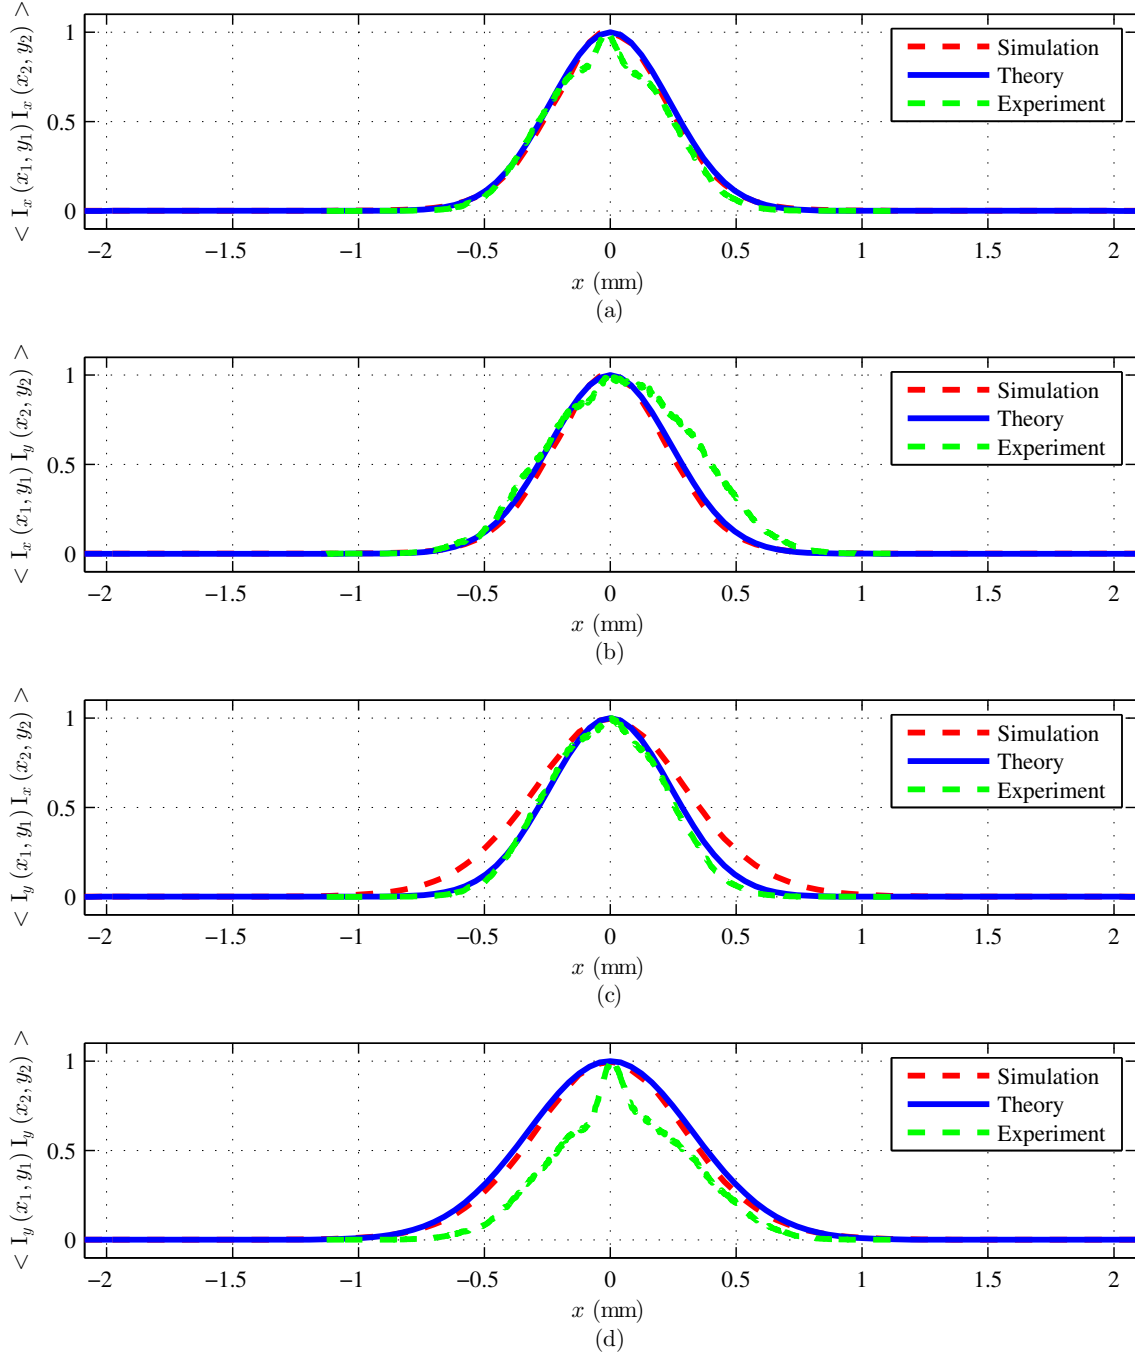 < I_x (x_1, y_1) I_x (x_2, y_2) >
1
0.5
0
Simulation
Theory
Experiment
−2 −1.5 −1 −0.5 0 0.5 1 1.5 2
x (mm)
(a)
< I_x (x_1, y_1) I_y (x_2, y_2) >
1
0.5
0
Simulation
Theory
Experiment
−2 −1.5 −1 −0.5 0 0.5 1 1.5 2
x (mm)
(b)
< I_y (x_1, y_1) I_x (x_2, y_2) >
1
0.5
0
Simulation
Theory
Experiment
−2 −1.5 −1 −0.5 0 0.5 1 1.5 2
x (mm)
(c)
< I_y (x_1, y_1) I_y (x_2, y_2) >
1
0.5
0
Simulation
Theory
Experiment
−2 −1.5 −1 −0.5 0 0.5 1 1.5 2
x (mm)
(d)